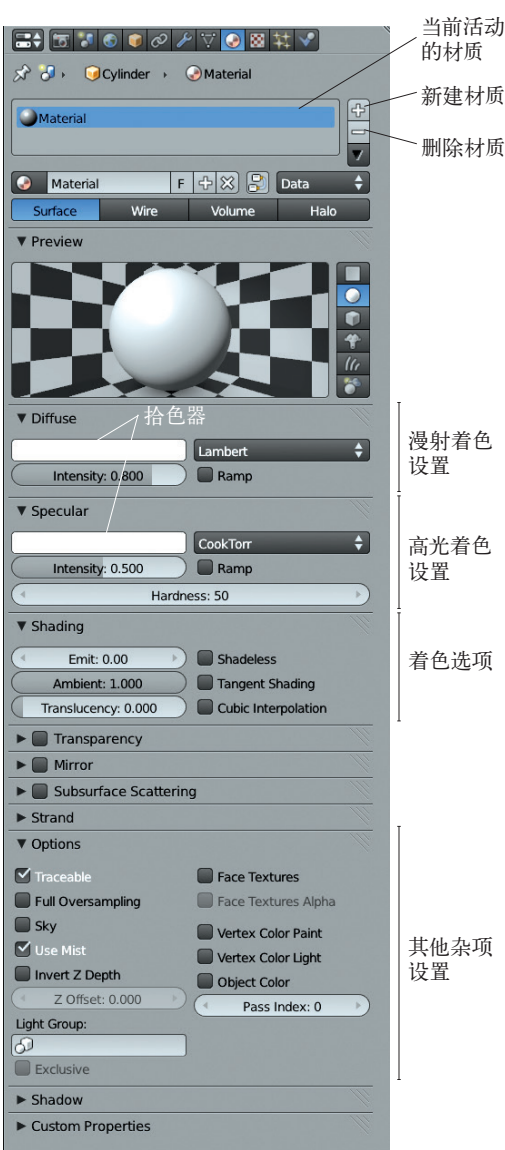 Cylinder
Material
当前活动
的材质
Material
新建材质
删除材质
Material
F
Data
Surface
Wire
Volume
Halo
Preview
Diffuse
拾色器
漫射着色
设置
Lambert
Intensity: 0.800
Ramp
Specular
高光着色
设置
CookTorr
Intensity: 0.500
Ramp
Hardness: 50
Shading
着色选项
Emit: 0.00
Shadeless
Ambient: 1.000
Tangent Shading
Translucency: 0.000
Cubic Interpolation
Transparency
Mirror
Subsurface Scattering
Strand
Options
其他杂项
设置
Traceable
Full Oversampling
Sky
Use Mist
Invert Z Depth
Z Offset: 0.000
Light Group:
Exclusive
Face Textures
Face Textures Alpha
Vertex Color Paint
Vertex Color Light
Object Color
Pass Index: 0
Shadow
Custom Properties